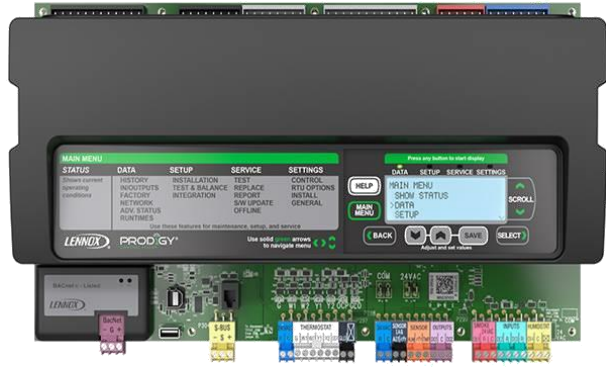 MAIN MENU
STATUS DATA SETUP SERVICE SETTINGS
Shows current operating conditions
HISTORY INSTALLATION TEST CONTROL
IN/OUTPUTS TEST & BALANCE REPLACE RTU OPTIONS
FACTORY INTEGRATION REPORT INSTALL
NETWORK S/W UPDATE GENERAL
ADV. STATUS OFFLINE
RUNTIMES
Use these features for maintenance, setup, and service
LENNOX PRODIGY
Use solid green arrows
to navigate menu
Press any button to start display
DATA SETUP SERVICE SETTINGS
HELP
MAIN MENU
MAIN MENU
SHOW STATUS
>DATA
SETUP
SCROLL
BACK SAVE SELECT
Adjust and set values
LENNOX
BACnet
- G +
S-BUS
- S +
COM 24VAC
THERMOSTAT
SENSOR
SENSOR
OUTPUTS
SMOKE
INPUTS
HUMIDISTAT